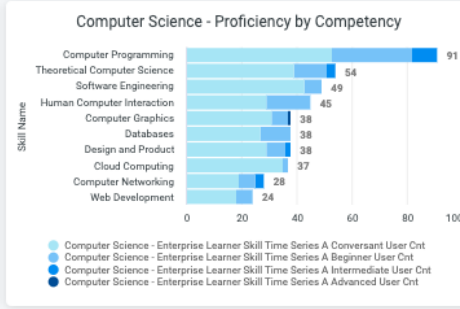 Computer Science - Proficiency by Competency
Skill Name
Computer Programming 91
Theoretical Computer Science 54
Software Engineering 49
Human Computer Interaction 45
Computer Graphics 38
Databases 38
Design and Product 38
Cloud Computing 37
Computer Networking 28
Web Development 24
0 20 40 60 80 100
Computer Science - Enterprise Learner Skill Time Series A Conversant User Cnt
Computer Science - Enterprise Learner Skill Time Series A Beginner User Cnt
Computer Science - Enterprise Learner Skill Time Series A Intermediate User Cnt
Computer Science - Enterprise Learner Skill Time Series A Advanced User Cnt